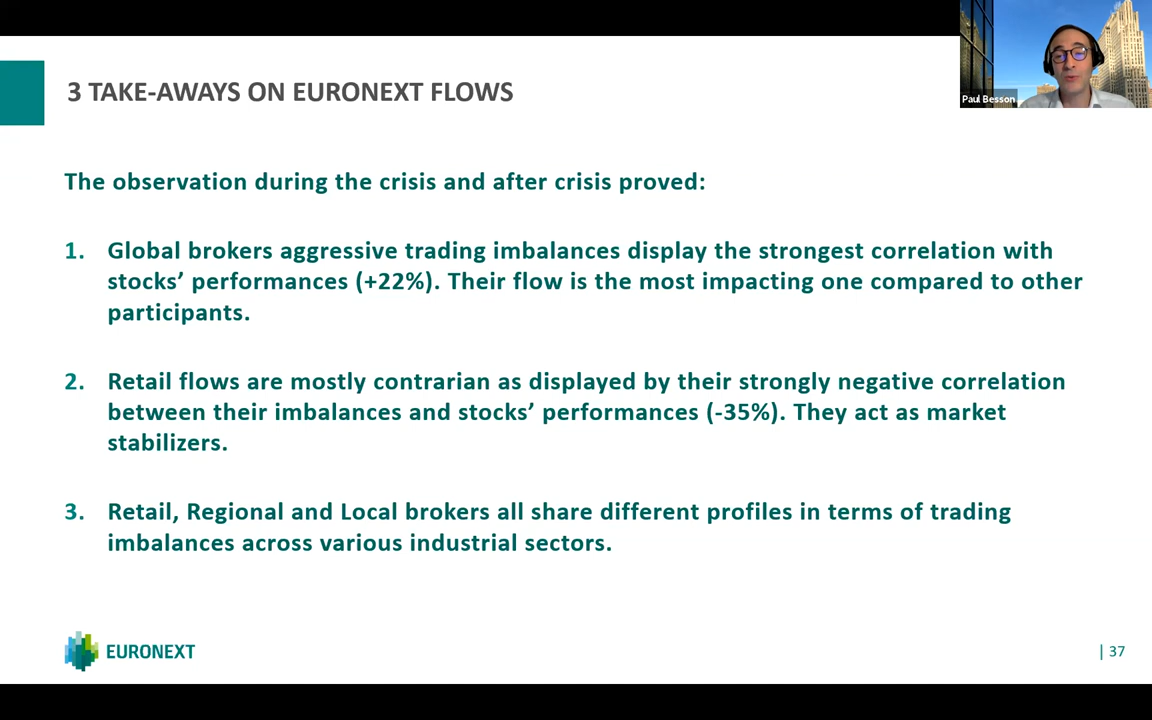 Paul Besson
3 TAKE-AWAYS ON EURONEXT FLOWS
The observation during the crisis and after crisis proved:
1. Global brokers aggressive trading imbalances display the strongest correlation with
stocks’ performances (+22%). Their flow is the most impacting one compared to other
participants.
2. Retail flows are mostly contrarian as displayed by their strongly negative correlation
between their imbalances and stocks’ performances (-35%). They act as market
stabilizers.
3. Retail, Regional and Local brokers all share different profiles in terms of trading
imbalances across various industrial sectors.
EURONEXT
| 37